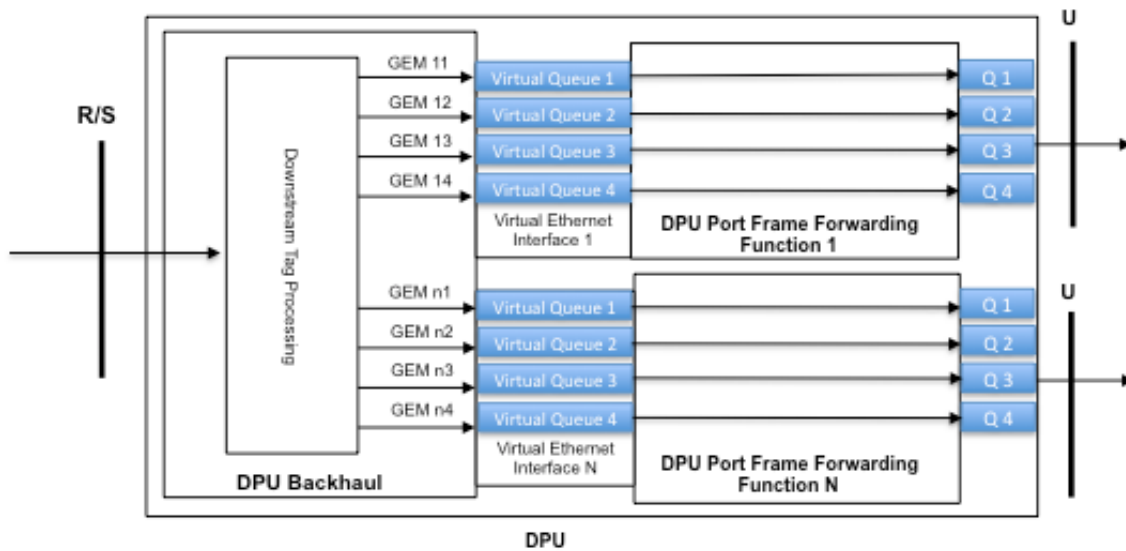 U
R/S
GEM 11
GEM 12
GEM 13
GEM 14
Downstream Tag Processing
Virtual Queue 1
Virtual Queue 2
Virtual Queue 3
Virtual Queue 4
Virtual Ethernet
Interface 1
DPU Port Frame Forwarding
Function 1
Q 1
Q 2
Q 3
Q 4
GEM n1
GEM n2
GEM n3
GEM n4
Virtual Queue 1
Virtual Queue 2
Virtual Queue 3
Virtual Queue 4
Virtual Ethernet
Interface N
DPU Port Frame Forwarding
Function N
Q 1
Q 2
Q 3
Q 4
U
DPU Backhaul
DPU